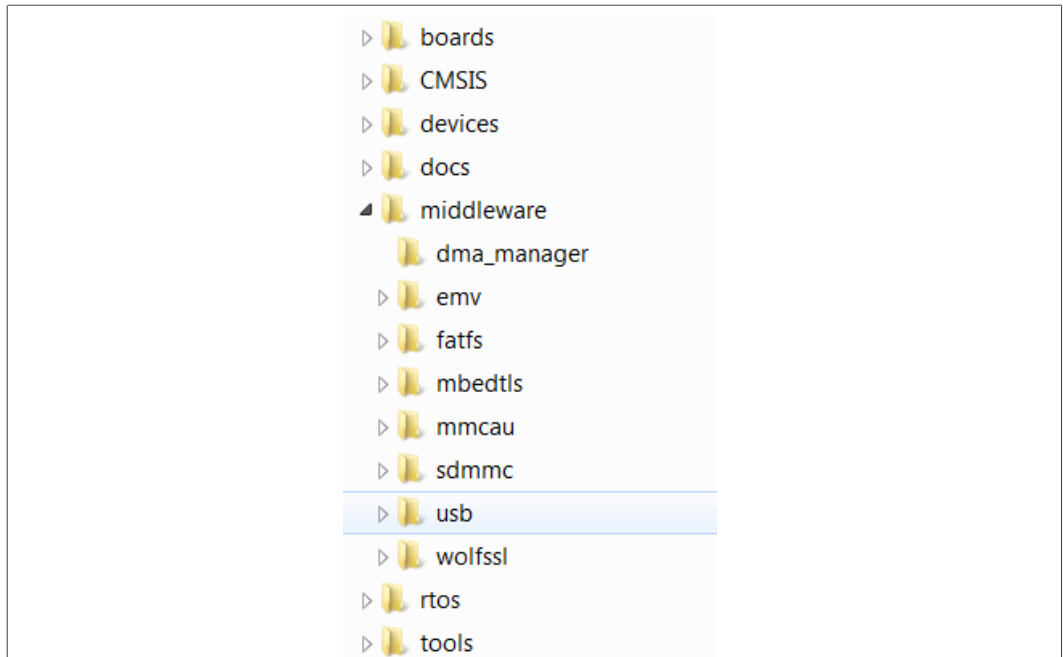 boards
CMSIS
devices
docs
middleware
dma_manager
emv
fatfs
mbedtls
mmcau
sdmmc
usb
wolfssl
rtos
tools